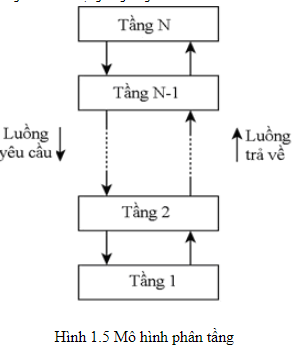 Tầng N
Tầng N-1
Luồng
yêu cầu
Luồng
trả về
Tầng 2
Tầng 1
Hình 1.5 Mô hình phân tầng